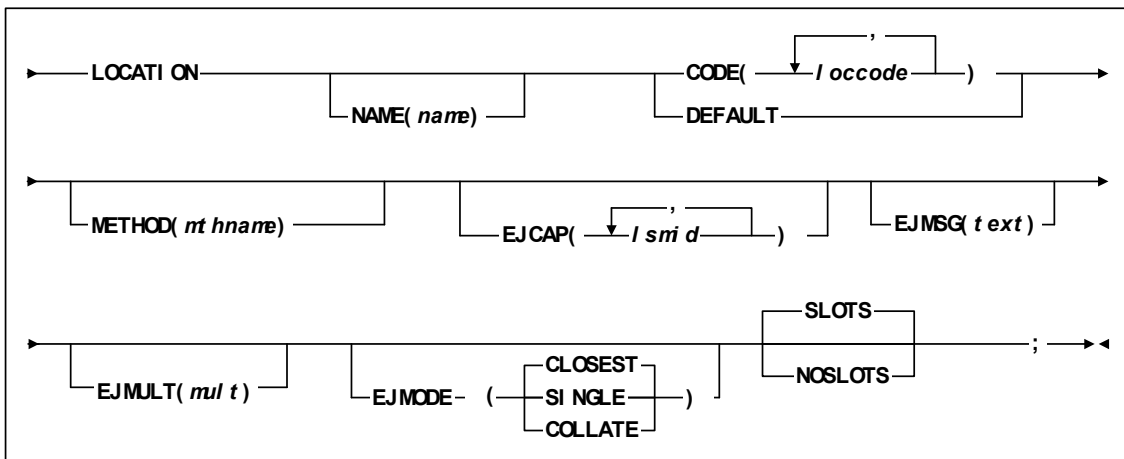 ,
LOCATION CODE( loccode )
NAME(name) DEFAULT
,
METHOD(mthname) EJCAP( lsmid ) EJMSG(text)
SLOTS
CLOSEST ;
EJMULT(mult) EJMODE ( SINGLE ) NOSLOTS
COLLATE